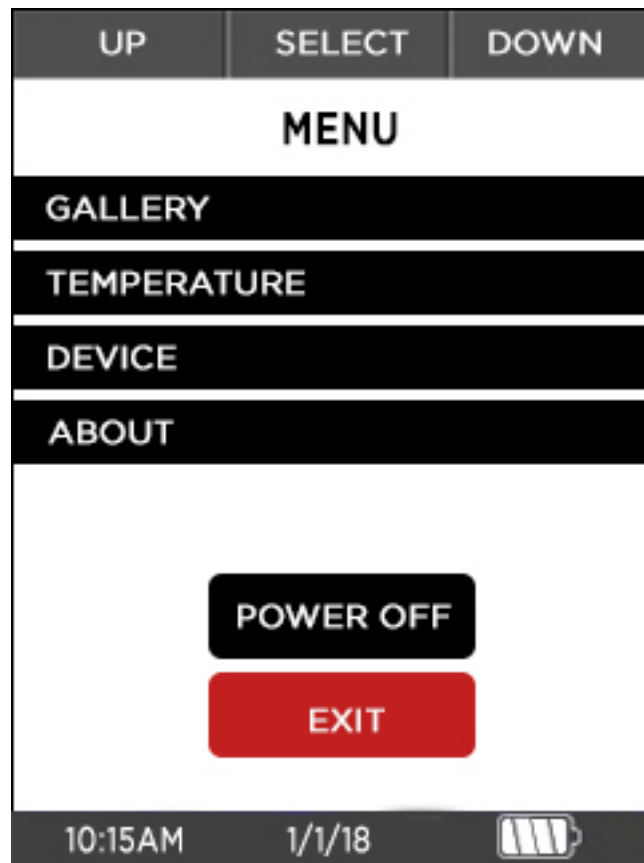 UP SELECT DOWN
MENU
GALLERY
TEMPERATURE
DEVICE
ABOUT
POWER OFF
EXIT
10:15AM 1/1/18